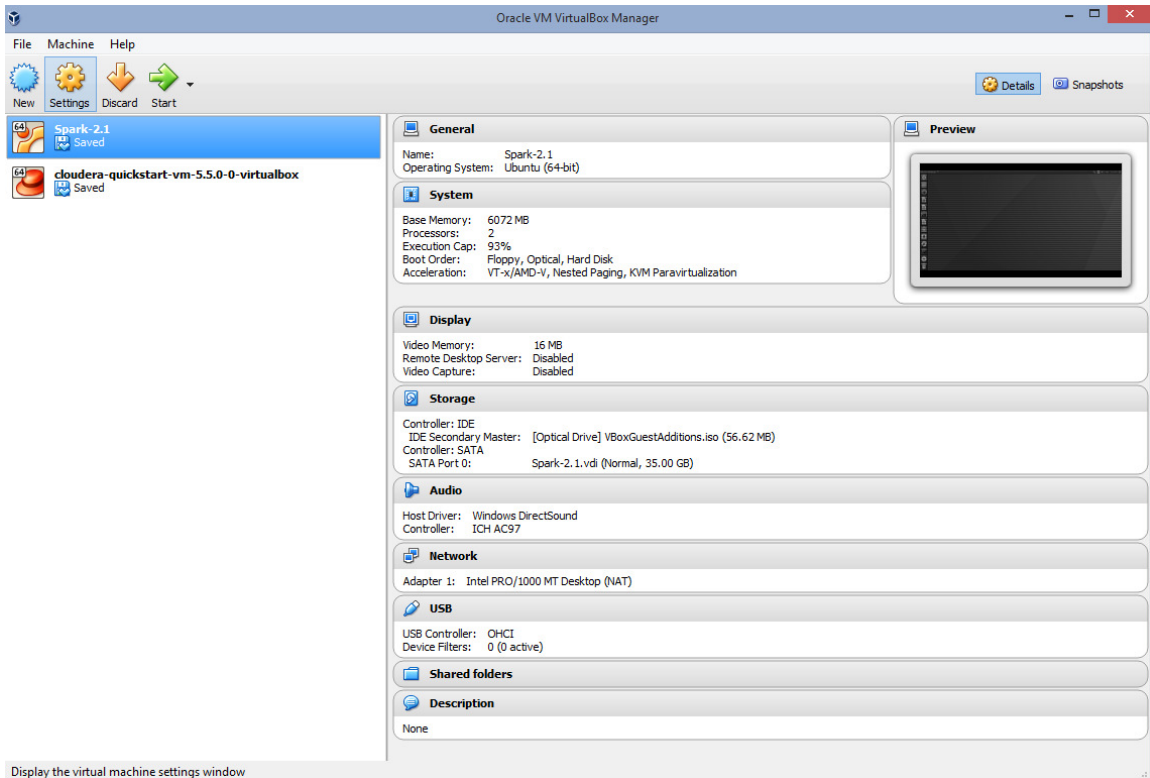 Oracle VM VirtualBox Manager
File Machine Help
New Settings Discard Start
Details Snapshots
64 Spark-2.1
Saved
64 cloudera-quickstart-vm-5.5.0-0-virtualbox
Saved
General
Name: Spark-2.1
Operating System: Ubuntu (64-bit)
Preview
System
Base Memory: 6072 MB
Processors: 2
Execution Cap: 93%
Boot Order: Floppy, Optical, Hard Disk
Acceleration: VT-x/AMD-V, Nested Paging, KVM Paravirtualization
Display
Video Memory: 16 MB
Remote Desktop Server: Disabled
Video Capture: Disabled
Storage
Controller: IDE
IDE Secondary Master: [Optical Drive] VBoxGuestAdditions.iso (56.62 MB)
Controller: SATA
SATA Port 0: Spark-2.1.vdi (Normal, 35.00 GB)
Audio
Host Driver: Windows DirectSound
Controller: ICH AC97
Network
Adapter 1: Intel PRO/1000 MT Desktop (NAT)
USB
USB Controller: OHCI
Device Filters: 0 (0 active)
Shared folders
Description
None
Display the virtual machine settings window